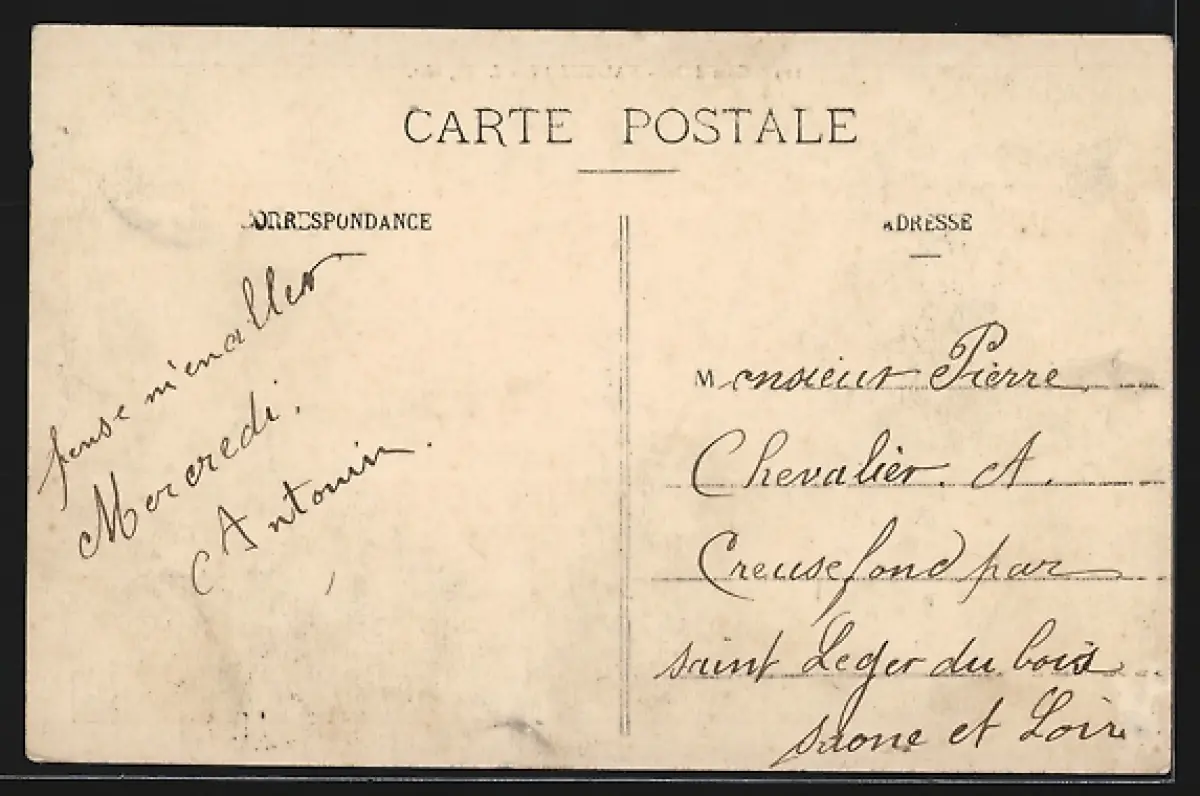 CARTE POSTALE
CORRESPONDANCE
pense m'en aller
Mercredi.
Antonin.
ADRESSE
Monsieur Pierre
Chevalier. A.
Creusefond par
saint Leger du bois
saone et Loire